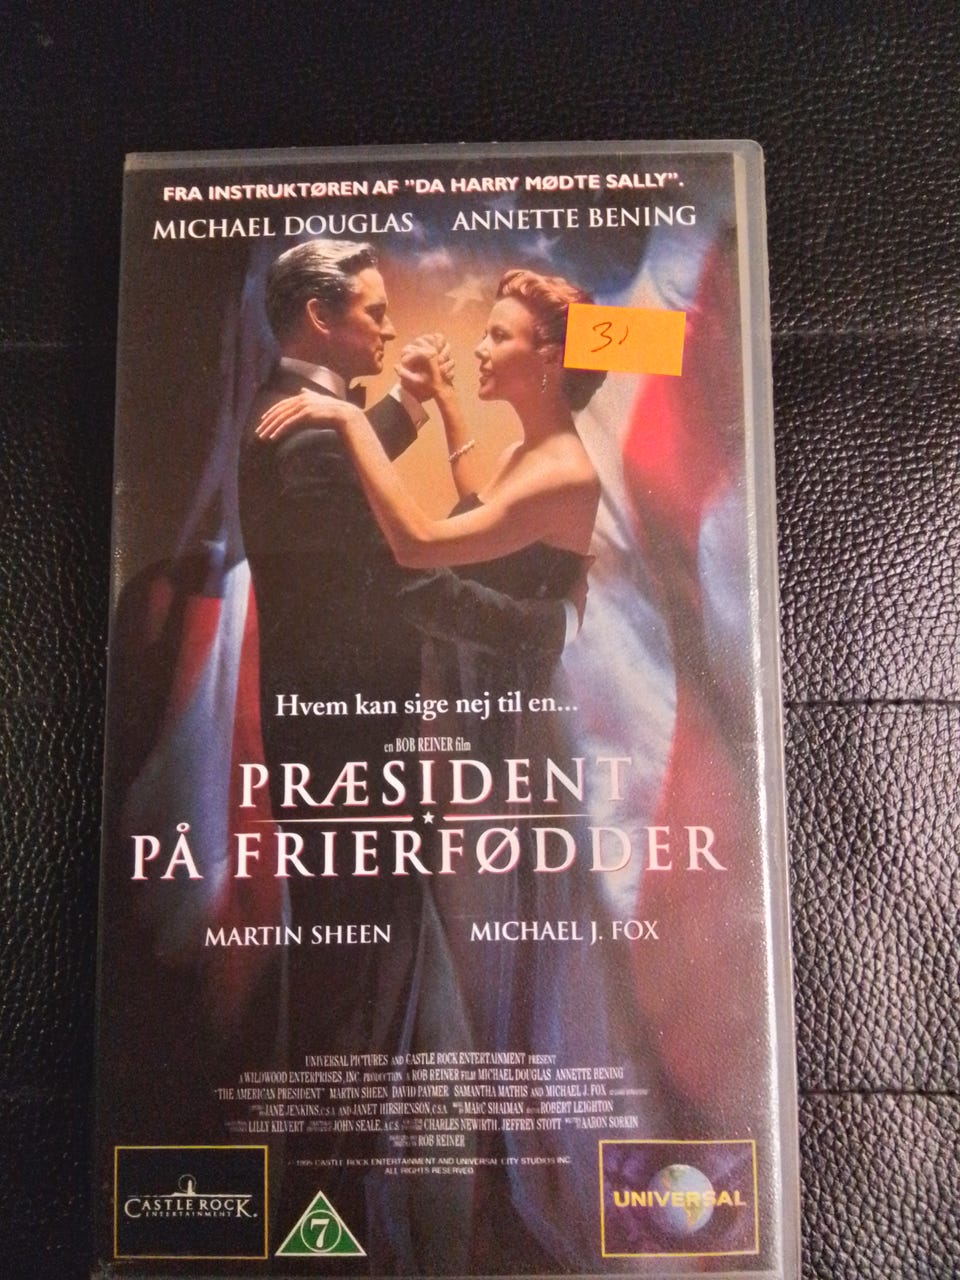 FRA INSTRUKTØREN AF "DA HARRY MØDTE SALLY".
MICHAEL DOUGLAS ANNETTE BENING
3,
Hvem kan sige nej til en...
en BOB REINER film
PRÆSIDENT
PÅ FRIERFØDDER
MARTIN SHEEN MICHAEL J. FOX
UNIVERSAL PICTURES AND CASTLE ROCK ENTERTAINMENT PRESENT
A WILDWOOD ENTERPRISES, INC. PRODUCTION A ROB REINER FILM MICHAEL DOUGLAS ANNETTE BENING
"THE AMERICAN PRESIDENT" MARTIN SHEEN DAVID PAYMER SAMANTHA MATHIS AND MICHAEL J. FOX
JANE JENKINS, C.S.A. AND JANET HIRSHENSON, C.S.A. MARC SHAIMAN ROBERT LEIGHTON
LILLY KILVERT JOHN SEALE, A.C.S. CHARLES NEWIRTH, JEFFREY STOTT AARON SORKIN
ROB REINER
© 1995 CASTLE ROCK ENTERTAINMENT AND UNIVERSAL CITY STUDIOS INC.
ALL RIGHTS RESERVED
CASTLE ROCK
ENTERTAINMENT
7
UNIVERSAL